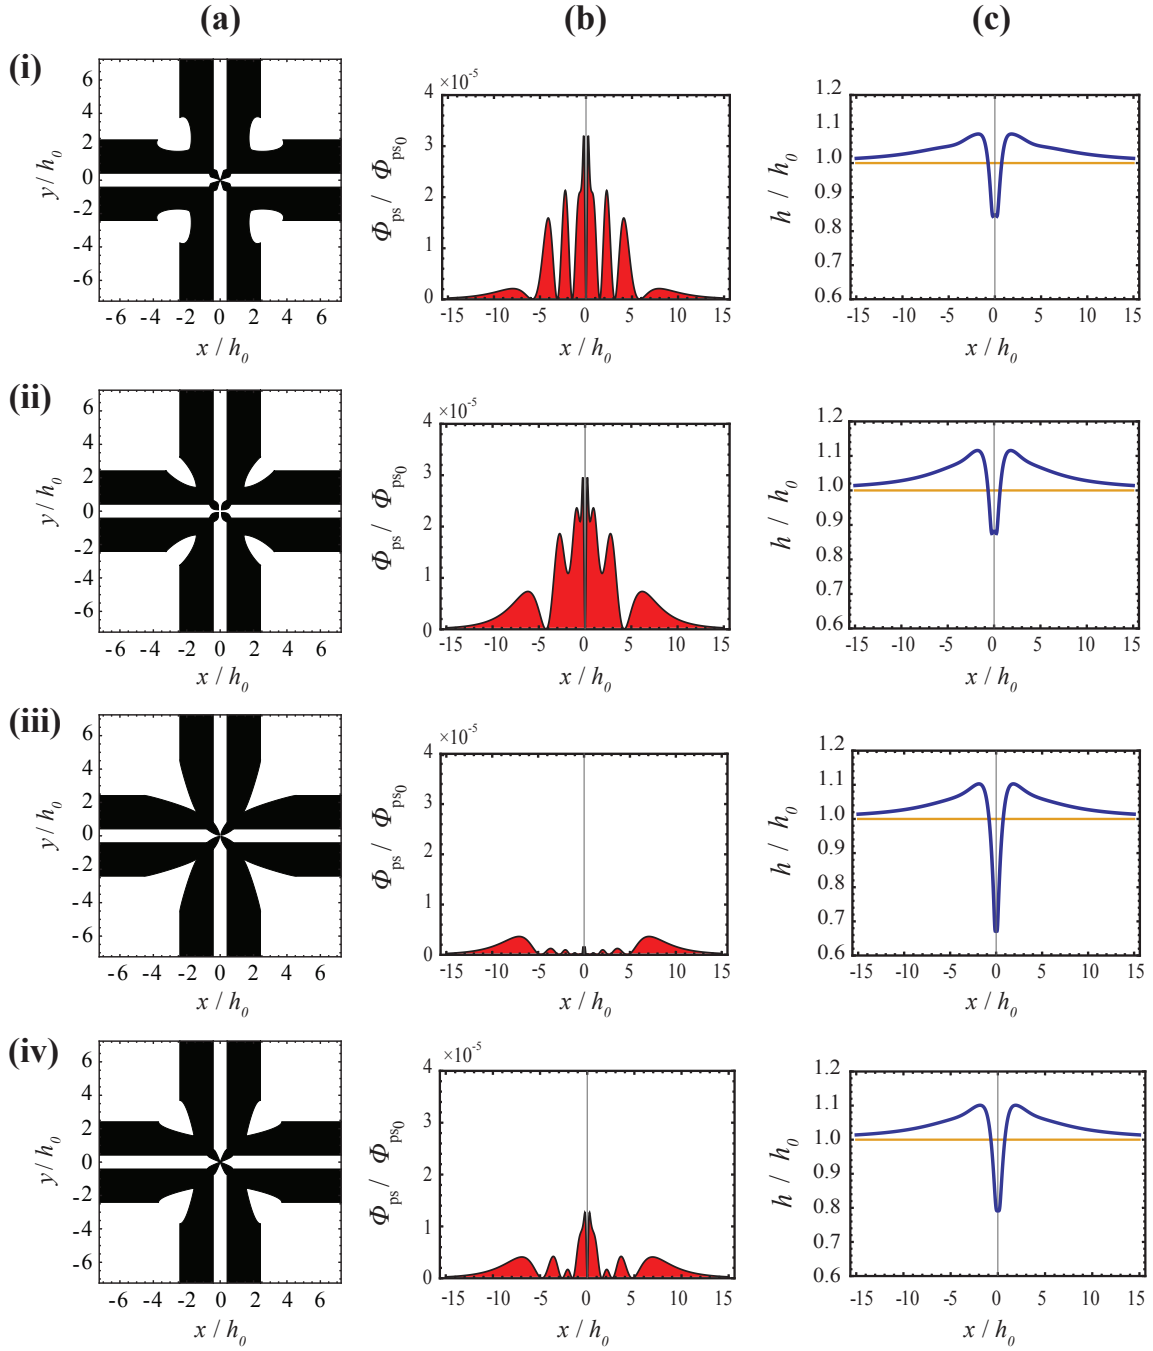 (a) (b) (c)
(i)
y / h0
6
4
2
0
-2
-4
-6
-6 -4 -2 0 2 4 6
x / h0
×10-5
Φps / Φps0
4
3
2
1
0
-15 -10 -5 0 5 10 15
x / h0
h / h0
1.2
1.1
1.0
0.9
0.8
0.7
0.6
-15 -10 -5 0 5 10 15
x / h0
(ii)
y / h0
6
4
2
0
-2
-4
-6
-6 -4 -2 0 2 4 6
x / h0
×10-5
Φps / Φps0
4
3
2
1
0
-15 -10 -5 0 5 10 15
x / h0
h / h0
1.2
1.1
1.0
0.9
0.8
0.7
0.6
-15 -10 -5 0 5 10 15
x / h0
(iii)
y / h0
6
4
2
0
-2
-4
-6
-6 -4 -2 0 2 4 6
x / h0
×10-5
Φps / Φps0
4
3
2
1
0
-15 -10 -5 0 5 10 15
x / h0
h / h0
1.2
1.1
1.0
0.9
0.8
0.7
0.6
-15 -10 -5 0 5 10 15
x / h0
(iv)
y / h0
6
4
2
0
-2
-4
-6
-6 -4 -2 0 2 4 6
x / h0
×10-5
Φps / Φps0
4
3
2
1
0
-15 -10 -5 0 5 10 15
x / h0
h / h0
1.2
1.1
1.0
0.9
0.8
0.7
0.6
-15 -10 -5 0 5 10 15
x / h0